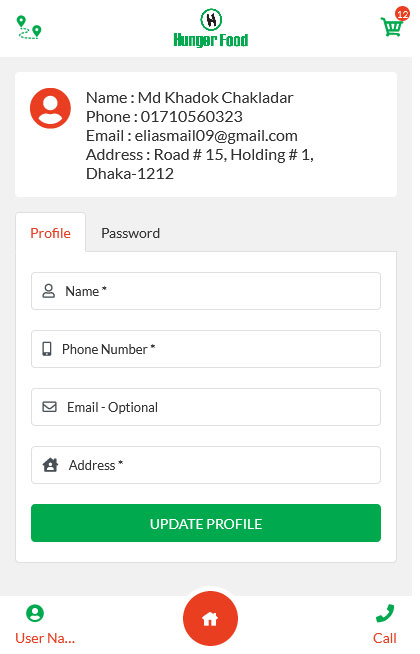 Hunger Food
12
Name : Md Khadok Chakladar
Phone : 01710560323
Email : eliasmail09@gmail.com
Address : Road # 15, Holding # 1,
Dhaka-1212
Profile
Password
Name *
Phone Number *
Email - Optional
Address *
UPDATE PROFILE
User Na...
Call